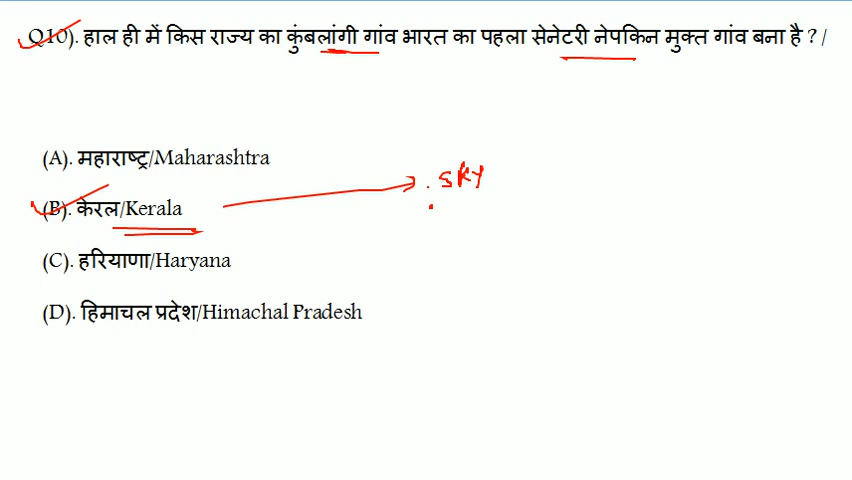 Q10). हाल ही में किस राज्य का कुंबलांगी गांव भारत का पहला सेनेटरी नेपकिन मुक्त गांव बना है ? /
(A). महाराष्ट्र/Maharashtra
SKY
(B). केरल/Kerala
(C). हरियाणा/Haryana
(D). हिमाचल प्रदेश/Himachal Pradesh